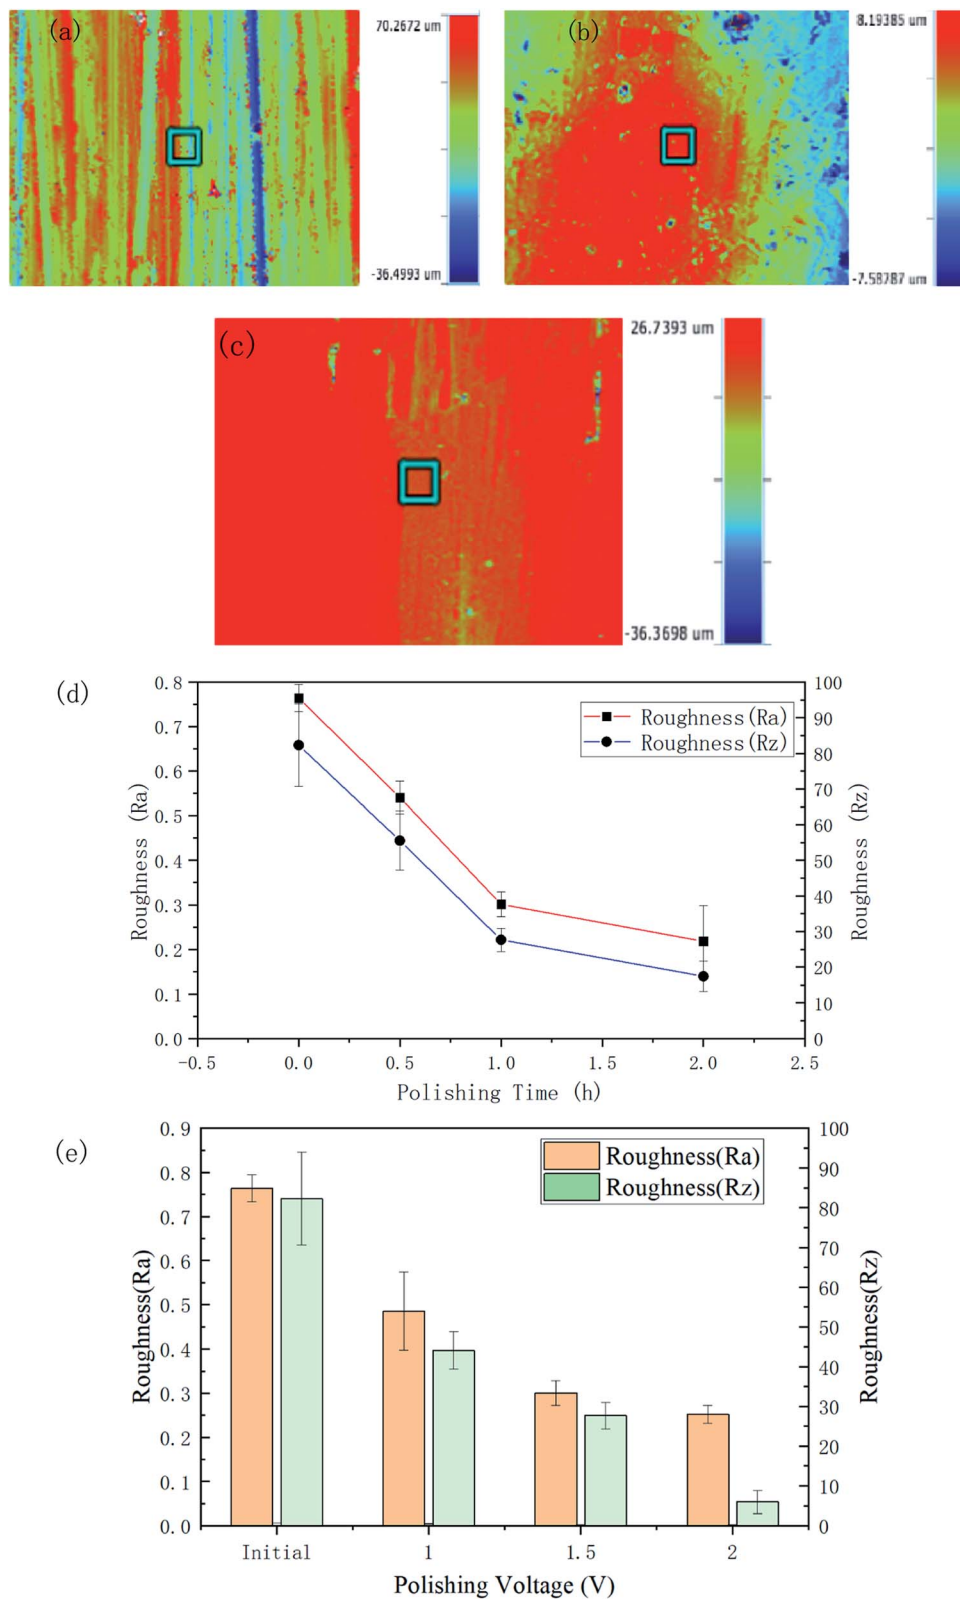 (a)
70.2672 um
-36.4993 um
(b)
8.19385 um
-7.58787 um
(c)
26.7393 um
-36.3698 um
(d)
0.8
0.7
0.6
0.5
0.4
0.3
0.2
0.1
0.0
Roughness (Ra)
100
90
80
70
60
50
40
30
20
10
0
Roughness (Rz)
Roughness(Ra)
Roughness(Rz)
-0.5 0.0 0.5 1.0 1.5 2.0 2.5
Polishing Time (h)
(e)
0.9
0.8
0.7
0.6
0.5
0.4
0.3
0.2
0.1
0.0
Roughness(Ra)
100
90
80
70
60
50
40
30
20
10
0
Roughness(Rz)
Roughness(Ra)
Roughness(Rz)
Initial 1 1.5 2
Polishing Voltage (V)